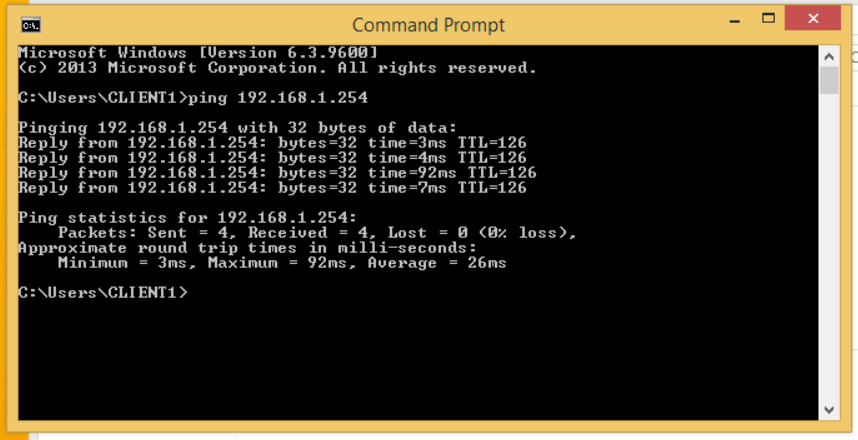 Command Prompt
Microsoft Windows [Version 6.3.9600]
(c) 2013 Microsoft Corporation. All rights reserved.
C:\Users\CLIENT1>ping 192.168.1.254
Pinging 192.168.1.254 with 32 bytes of data:
Reply from 192.168.1.254: bytes=32 time=3ms TTL=126
Reply from 192.168.1.254: bytes=32 time=4ms TTL=126
Reply from 192.168.1.254: bytes=32 time=92ms TTL=126
Reply from 192.168.1.254: bytes=32 time=7ms TTL=126
Ping statistics for 192.168.1.254:
Packets: Sent = 4, Received = 4, Lost = 0 (0% loss),
Approximate round trip times in milli-seconds:
Minimum = 3ms, Maximum = 92ms, Average = 26ms
C:\Users\CLIENT1>